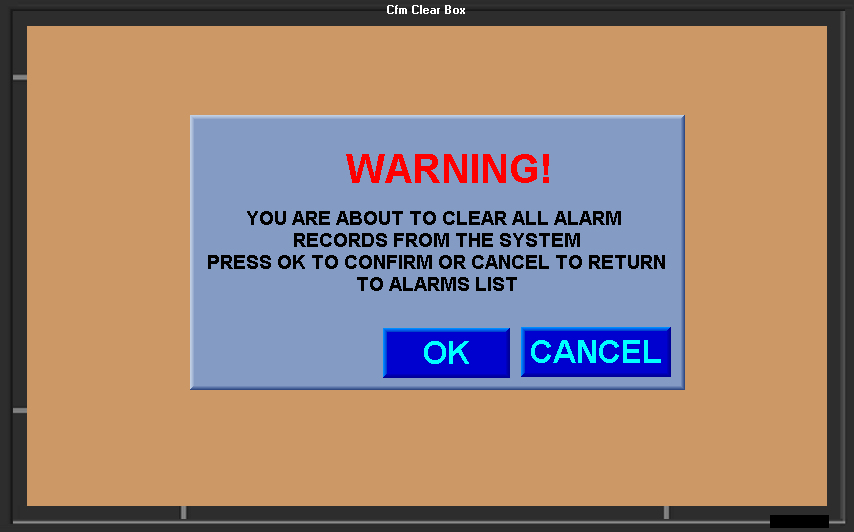 Cfm Clear Box
WARNING!
YOU ARE ABOUT TO CLEAR ALL ALARM
RECORDS FROM THE SYSTEM
PRESS OK TO CONFIRM OR CANCEL TO RETURN
TO ALARMS LIST
OK
CANCEL